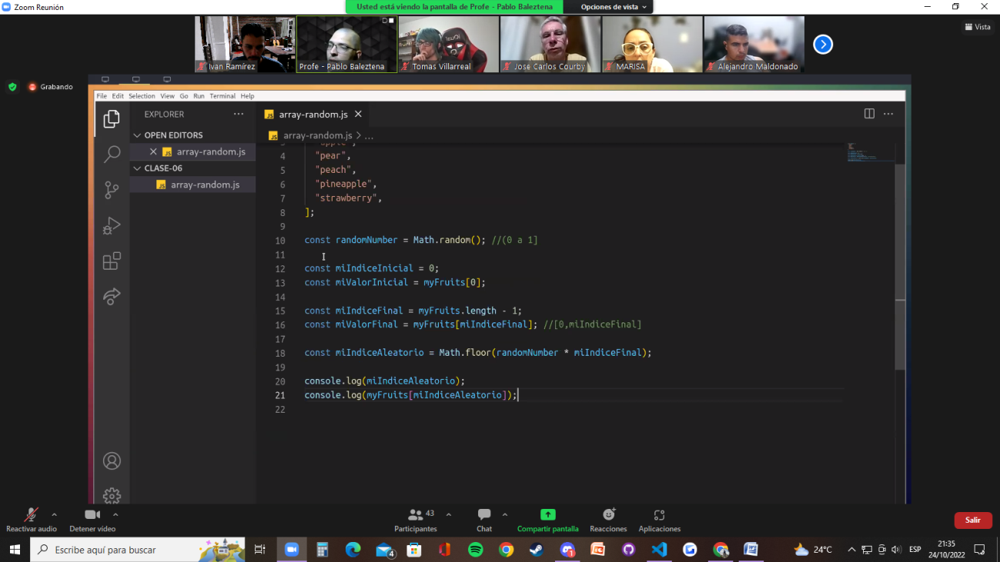 Zoom Reunión
Usted está viendo la pantalla de Profe - Pablo Baleztena
Opciones de vista
Vista
Ivan Ramírez
Profe - Pablo Baleztena
Tomas Villarreal
Jose Carlos Courby
MARISA
Alejandro Maldonado
Grabando
File Edit Selection View Go Run Terminal Help
EXPLORER
OPEN EDITORS
array-random.js
CLASE-06
array-random.js
array-random.js
array-random.js > ...
3 "apple",
4 "pear",
5 "peach",
6 "pineapple",
7 "strawberry",
8 ];
9
10 const randomNumber = Math.random(); //(0 a 1]
11
12 const miIndiceInicial = 0;
13 const miValorInicial = myFruits[0];
14
15 const miIndiceFinal = myFruits.length - 1;
16 const miValorFinal = myFruits[miIndiceFinal]; //[0,miIndiceFinal]
17
18 const miIndiceAleatorio = Math.floor(randomNumber * miIndiceFinal);
19
20 console.log(miIndiceAleatorio);
21 console.log(myFruits[miIndiceAleatorio]);
22
Reactivar audio
Detener vídeo
43
Participantes
Chat
Compartir pantalla
Reacciones
Aplicaciones
Salir
Escribe aquí para buscar
4
1
24°C
ESP
21:35
24/10/2022